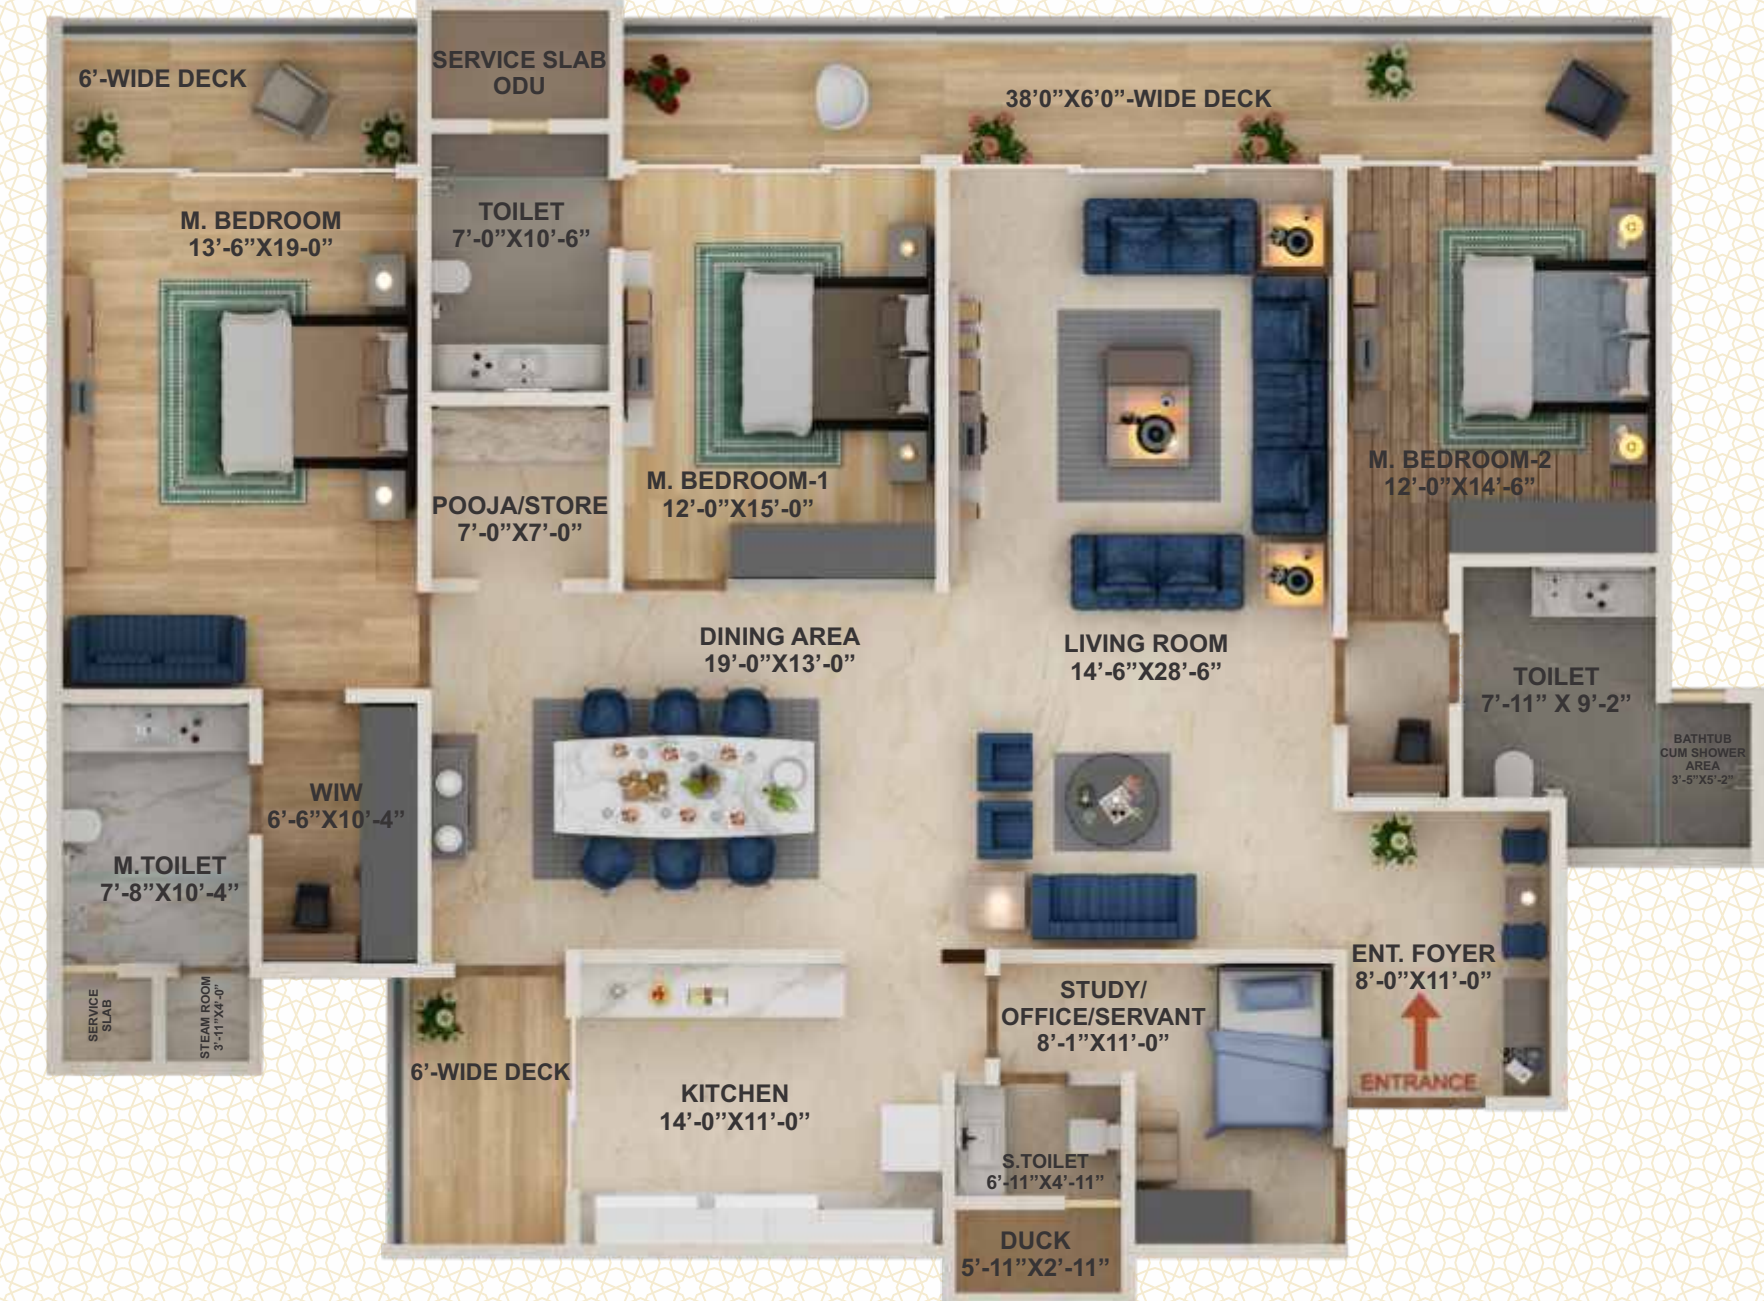 SERVICE SLAB
ODU
6’-WIDE DECK
38’0”X6’0”-WIDE DECK
M. BEDROOM
13’-6”X19-0”
TOILET
7’-0”X10’-6”
M. BEDROOM-1
12’-0”X15’-0”
M. BEDROOM-2
12’-0”X14’-6”
POOJA/STORE
7’-0”X7’-0”
DINING AREA
19’-0”X13’-0”
LIVING ROOM
14’-6”X28’-6”
TOILET
7’-11” X 9’-2”
BATHTUB
CUM SHOWER
AREA
3’-5”X5’-2”
WIW
6’-6”X10’-4”
M.TOILET
7’-8”X10’-4”
SERVICE
SLAB
STEAM ROOM
3’-11”X4’-0”
6’-WIDE DECK
KITCHEN
14’-0”X11’-0”
STUDY/
OFFICE/SERVANT
8’-1”X11’-0”
ENT. FOYER
8’-0”X11’-0”
ENTRANCE
S.TOILET
6’-11”X4’-11”
DUCK
5’-11”X2’-11”